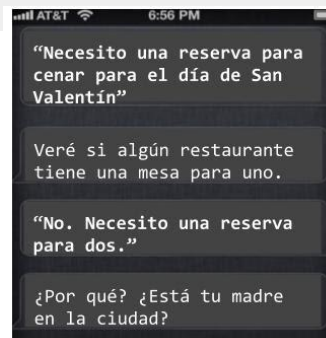 AT&T 6:56 PM
“Necesito una reserva para
cenar para el día de San
Valentín”
Veré si algún restaurante
tiene una mesa para uno.
“No. Necesito una reserva
para dos.”
¿Por qué? ¿Está tu madre
en la ciudad?